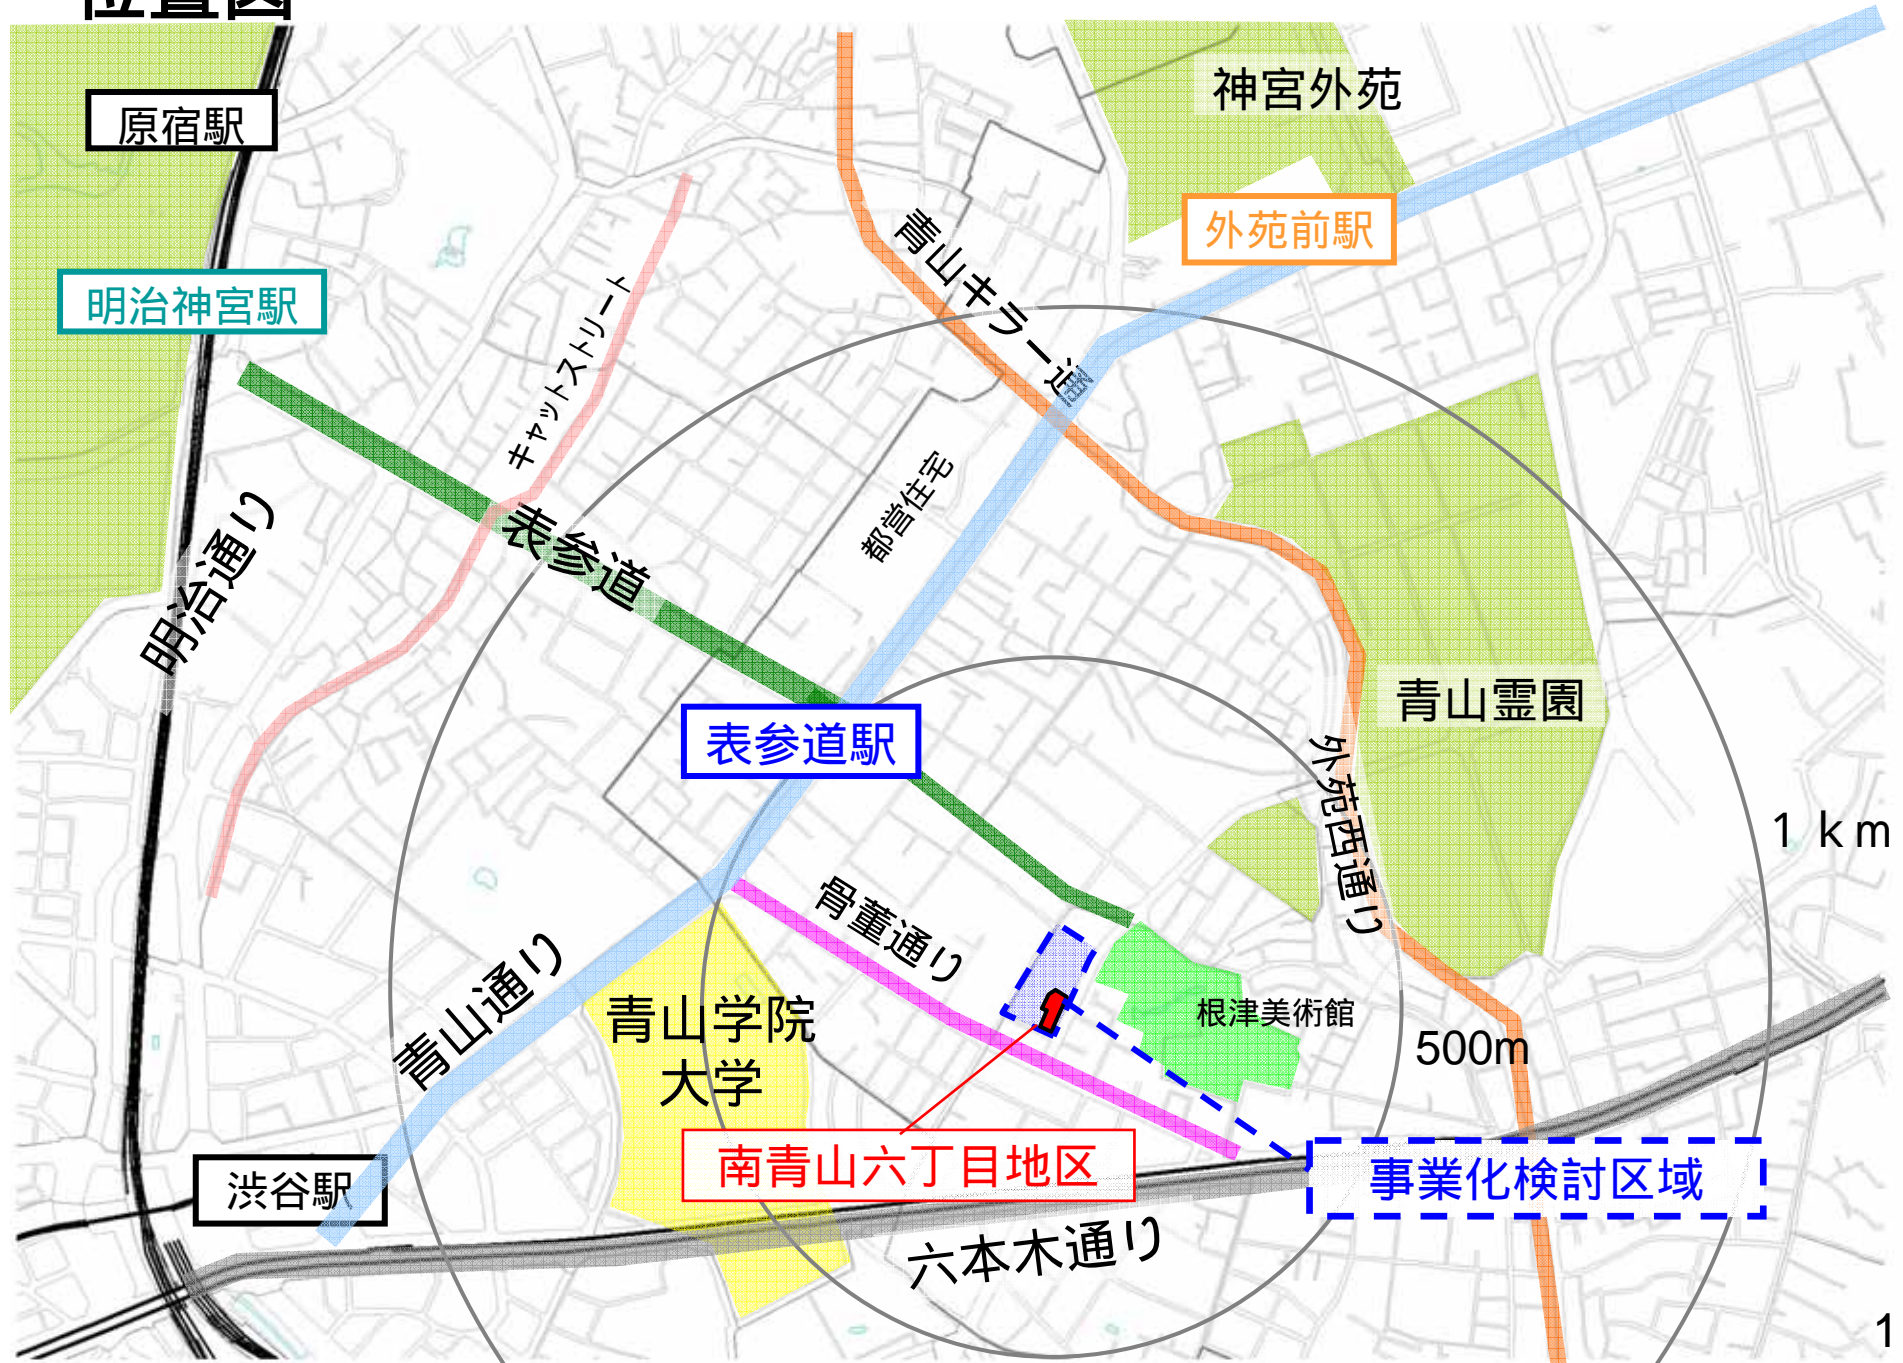 位置図
原宿駅
神宮外苑
外苑前駅
明治神宮駅
青山キラー通
キャットストリート
都営住宅
表参道
明治通り
青山霊園
表参道駅
外苑西通り
1 km
骨董通り
青山通り
青山学院
大学
根津美術館
500m
南青山六丁目地区
渋谷駅
事業化検討区域
六本木通り
1